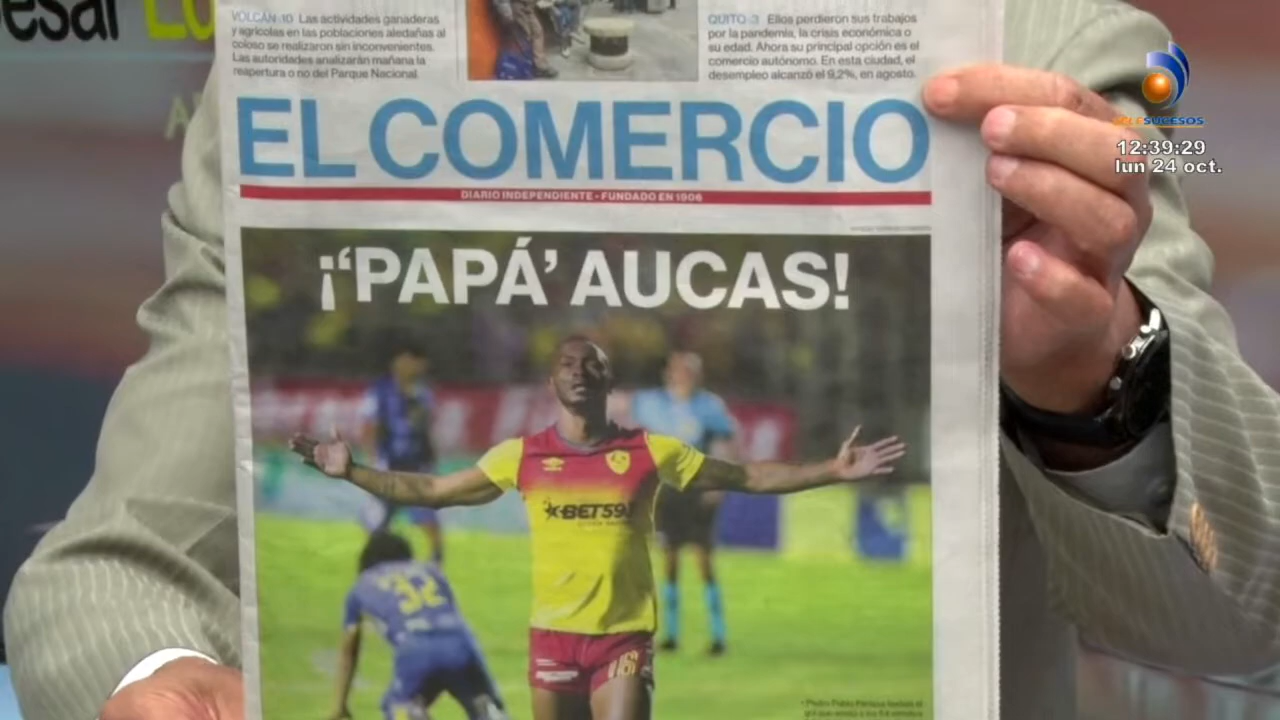 VOLCÁN 10 Las actividades ganaderas
y agrícolas en las poblaciones aledañas al
coloso se realizaron sin inconvenientes.
Las autoridades analizarán mañana la
reapertura o no del Parque Nacional.
QUITO 3 Ellos perdieron sus trabajos
por la pandemia, la crisis económica o
su edad. Ahora su principal opción es el
comercio autónomo. En esta ciudad, el
desempleo alcanzó el 9,2%, en agosto.
TELESUCESOS
12:39:29
lun 24 oct.
EL COMERCIO
DIARIO INDEPENDIENTE - FUNDADO EN 1906
¡‘PAPÁ’ AUCAS!
BET593
32
16